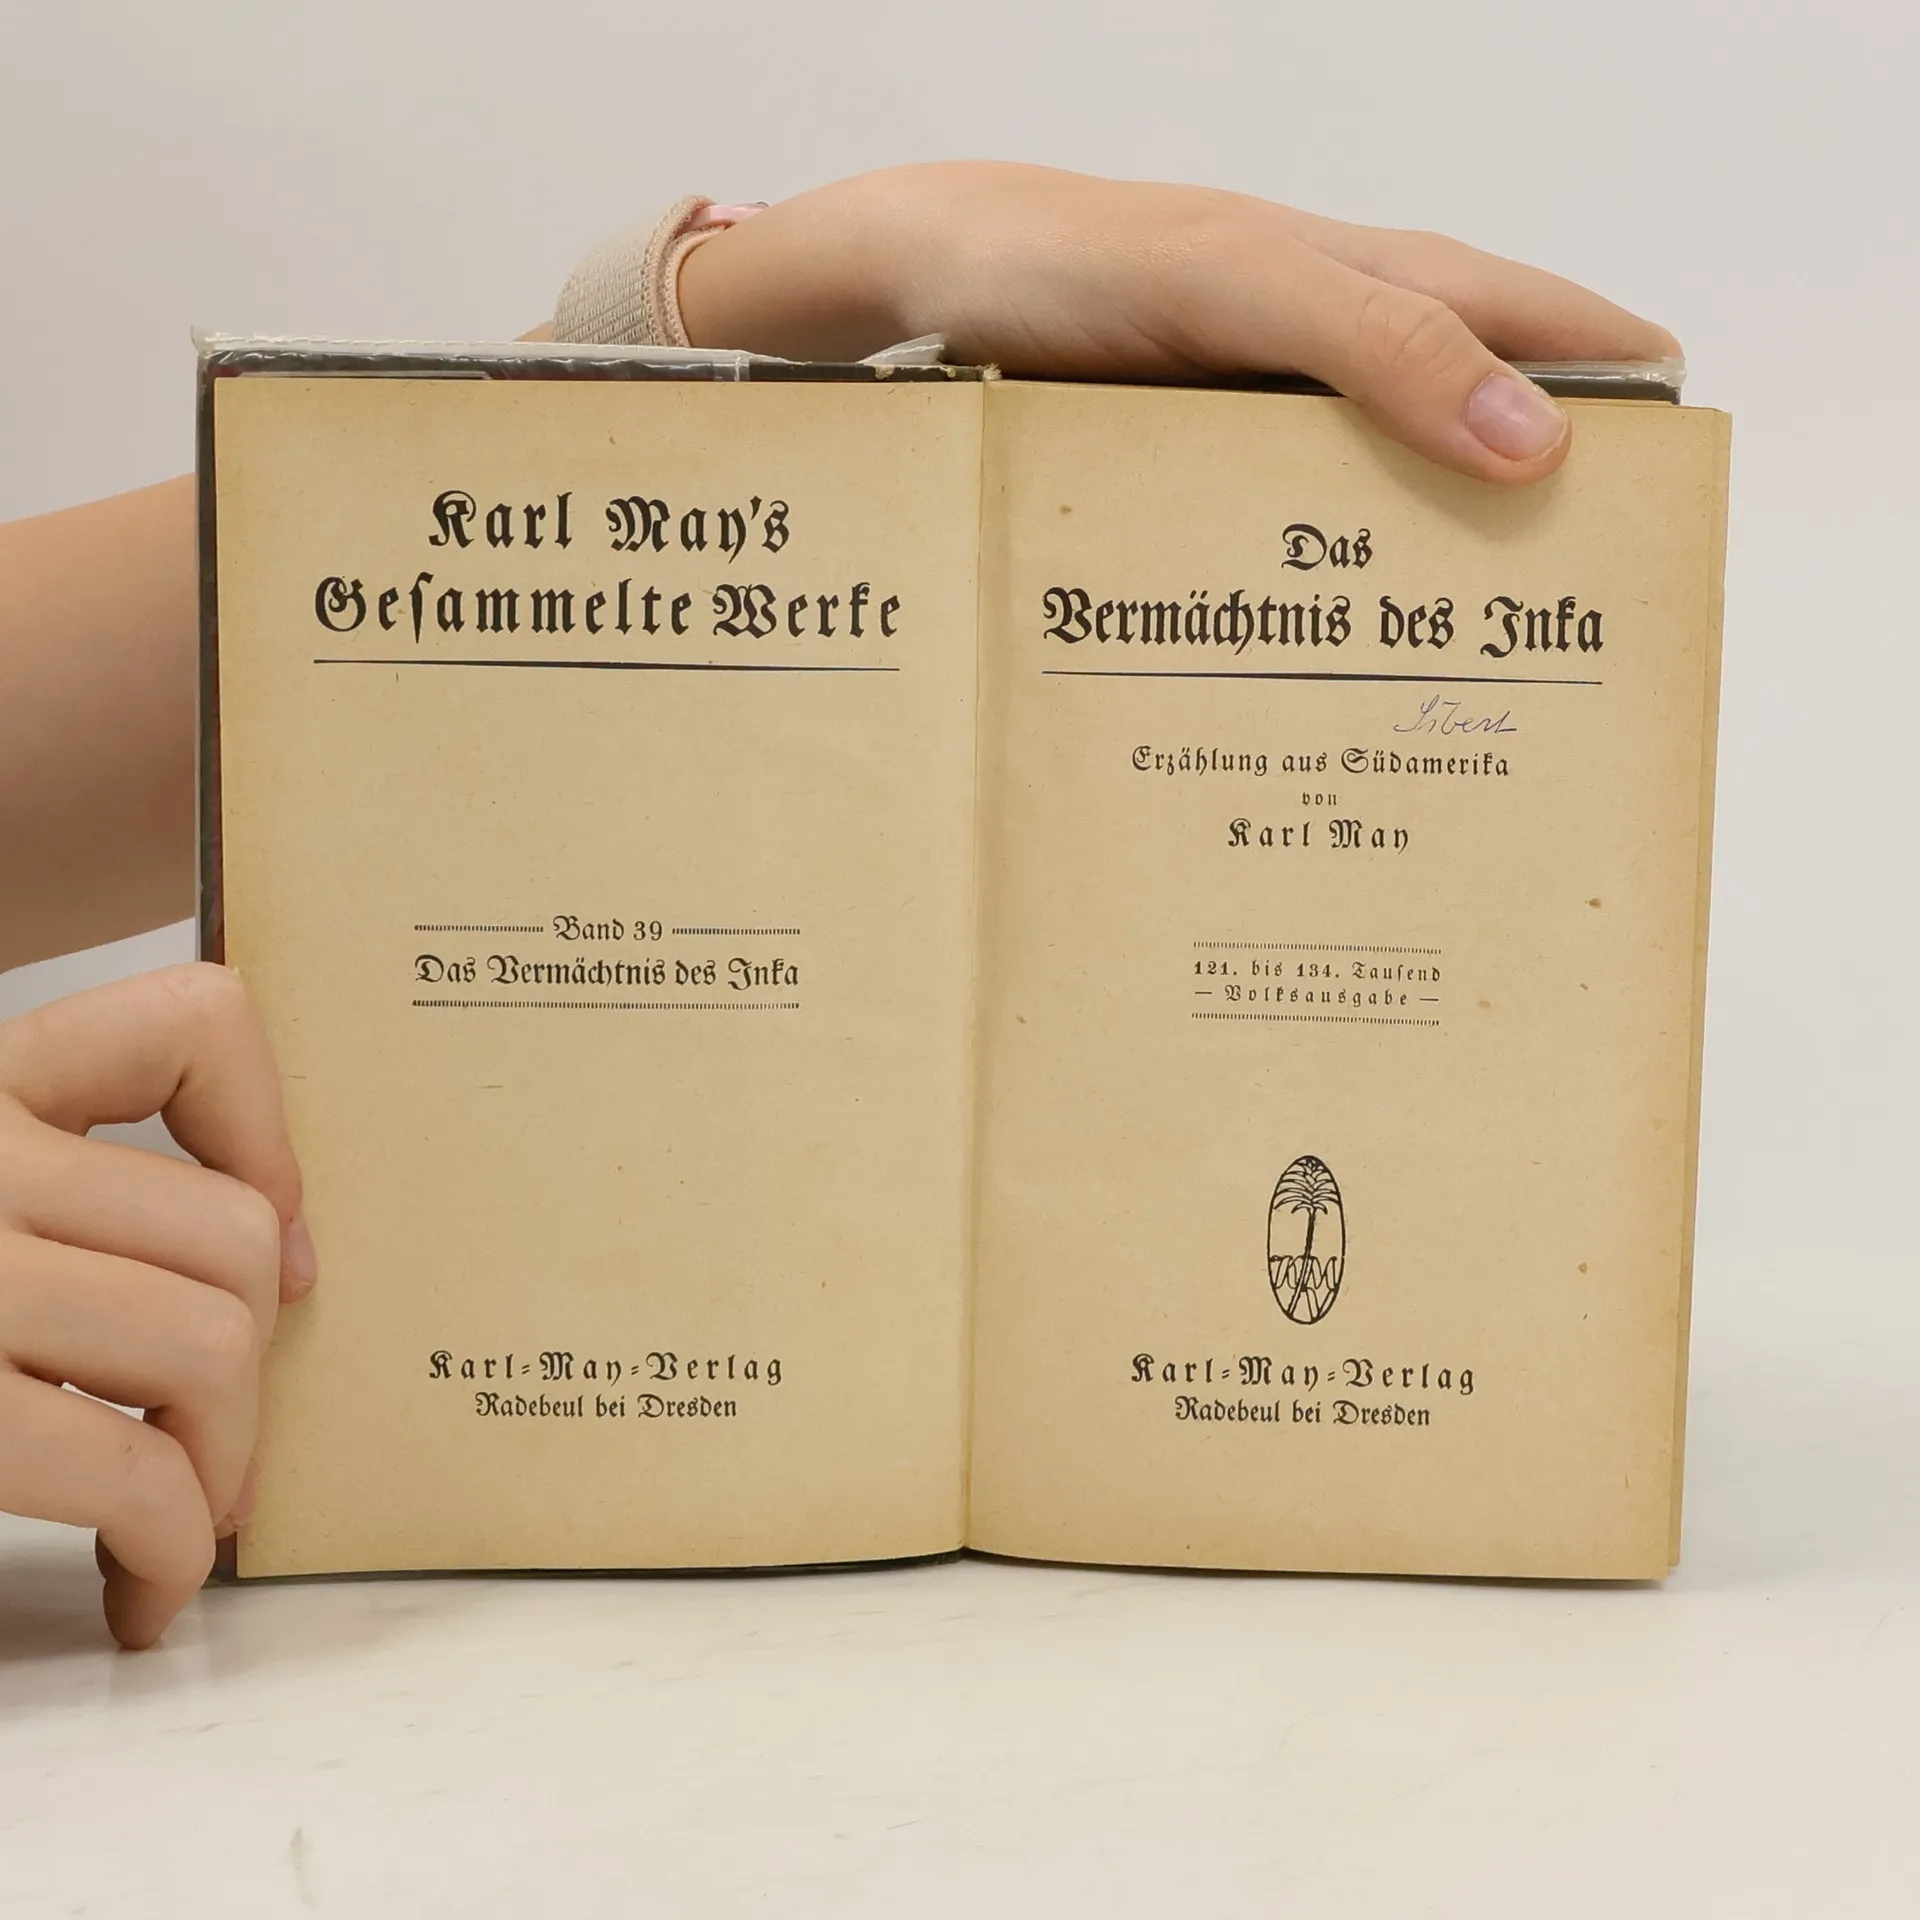 Karl May's
Geſammelte Werke
Band 39
Das Vermächtnis des Inka
Karl-May-Verlag
Radebeul bei Dresden
Das
Vermächtnis des Inka
Erzählung aus Südamerika
von
Karl May
121. bis 134. Tauſend
— Volksausgabe —
Karl-May-Verlag
Radebeul bei Dresden